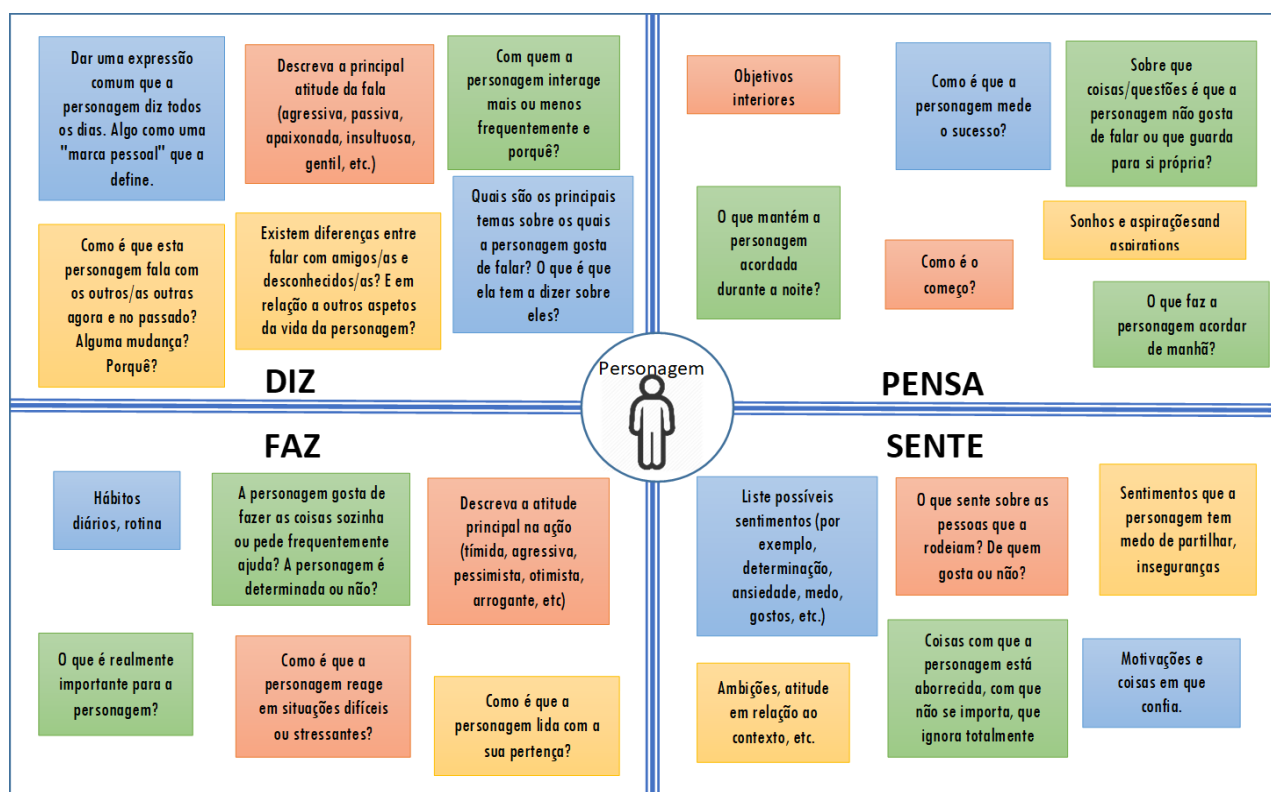 Dar uma expressão
comum que a
personagem diz todos
os dias. Algo como uma
"marca pessoal" que a
define.
Descreva a principal
atitude da fala
(agressiva, passiva,
apaixonada, insultuosa,
gentil, etc.)
Com quem a
personagem interage
mais ou menos
frequentemente e
porquê?
Como é que esta
personagem fala com
os outros/as outras
agora e no passado?
Alguma mudança?
Porquê?
Existem diferenças entre
falar com amigos/as e
desconhecidos/as? E em
relação a outros aspetos
da vida da personagem?
Quais são os principais
temas sobre os quais
a personagem gosta
de falar? O que é que
ela tem a dizer sobre
eles?
DIZ
Objetivos
interiores
Como é que a
personagem mede
o sucesso?
Sobre que
coisas/questões é que a
personagem não gosta
de falar ou que guarda
para si própria?
O que mantém a
personagem
acordada
durante a noite?
Como é o
começo?
Sonhos e aspiraçõesand
aspirations
O que faz a
personagem acordar
de manhã?
PENSA
Personagem
FAZ
Hábitos
diários, rotina
A personagem gosta de
fazer as coisas sozinha
ou pede frequentemente
ajuda? A personagem é
determinada ou não?
Descreva a atitude
principal na ação
(tímida, agressiva,
pessimista, otimista,
arrogante, etc)
O que é realmente
importante para a
personagem?
Como é que a
personagem reage
em situações difíceis
ou stressantes?
Como é que a
personagem lida com a
sua pertença?
SENTE
Liste possíveis
sentimentos (por
exemplo,
determinação,
ansiedade, medo,
gostos, etc.)
O que sente sobre as
pessoas que a
rodeiam? De quem
gosta ou não?
Sentimentos que a
personagem tem
medo de partilhar,
inseguranças
Ambições, atitude
em relação ao
contexto, etc.
Coisas com que a
personagem está
aborrecida, com que
não se importa, que
ignora totalmente
Motivações e
coisas em que
confia.